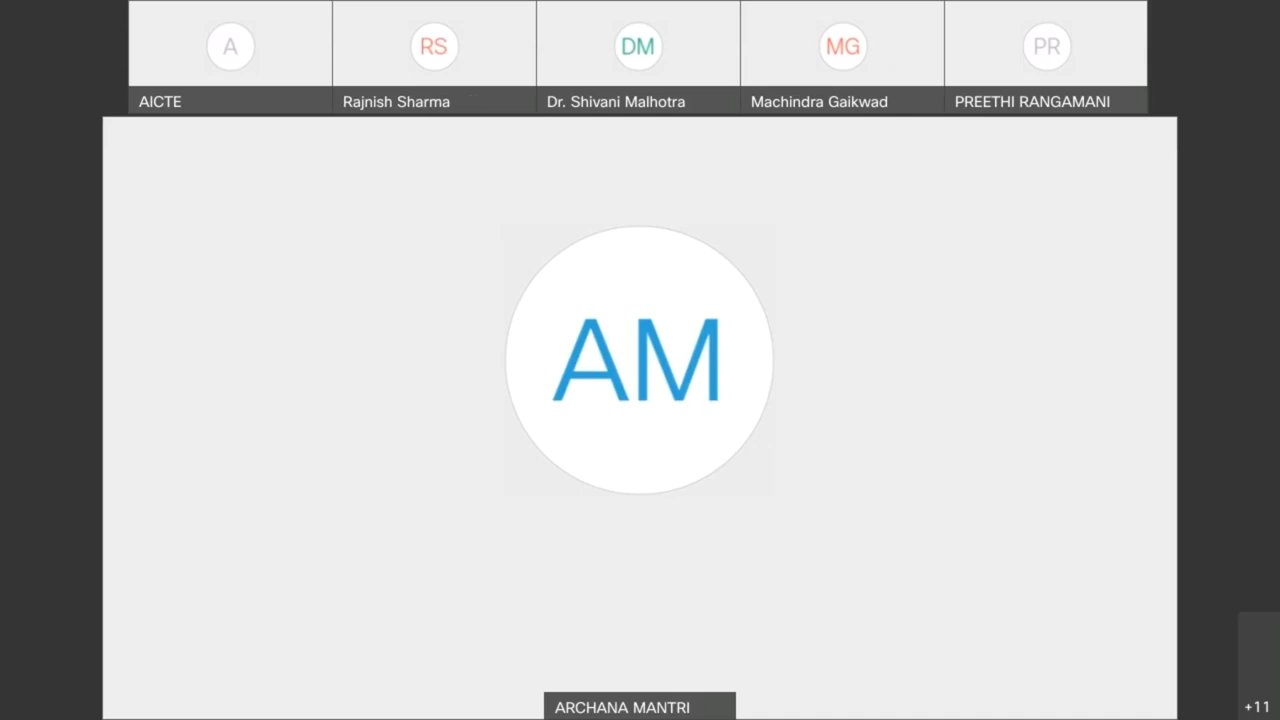 A
RS
DM
MG
PR
AICTE
Rajnish Sharma
Dr. Shivani Malhotra
Machindra Gaikwad
PREETHI RANGAMANI
AM
ARCHANA MANTRI
+11